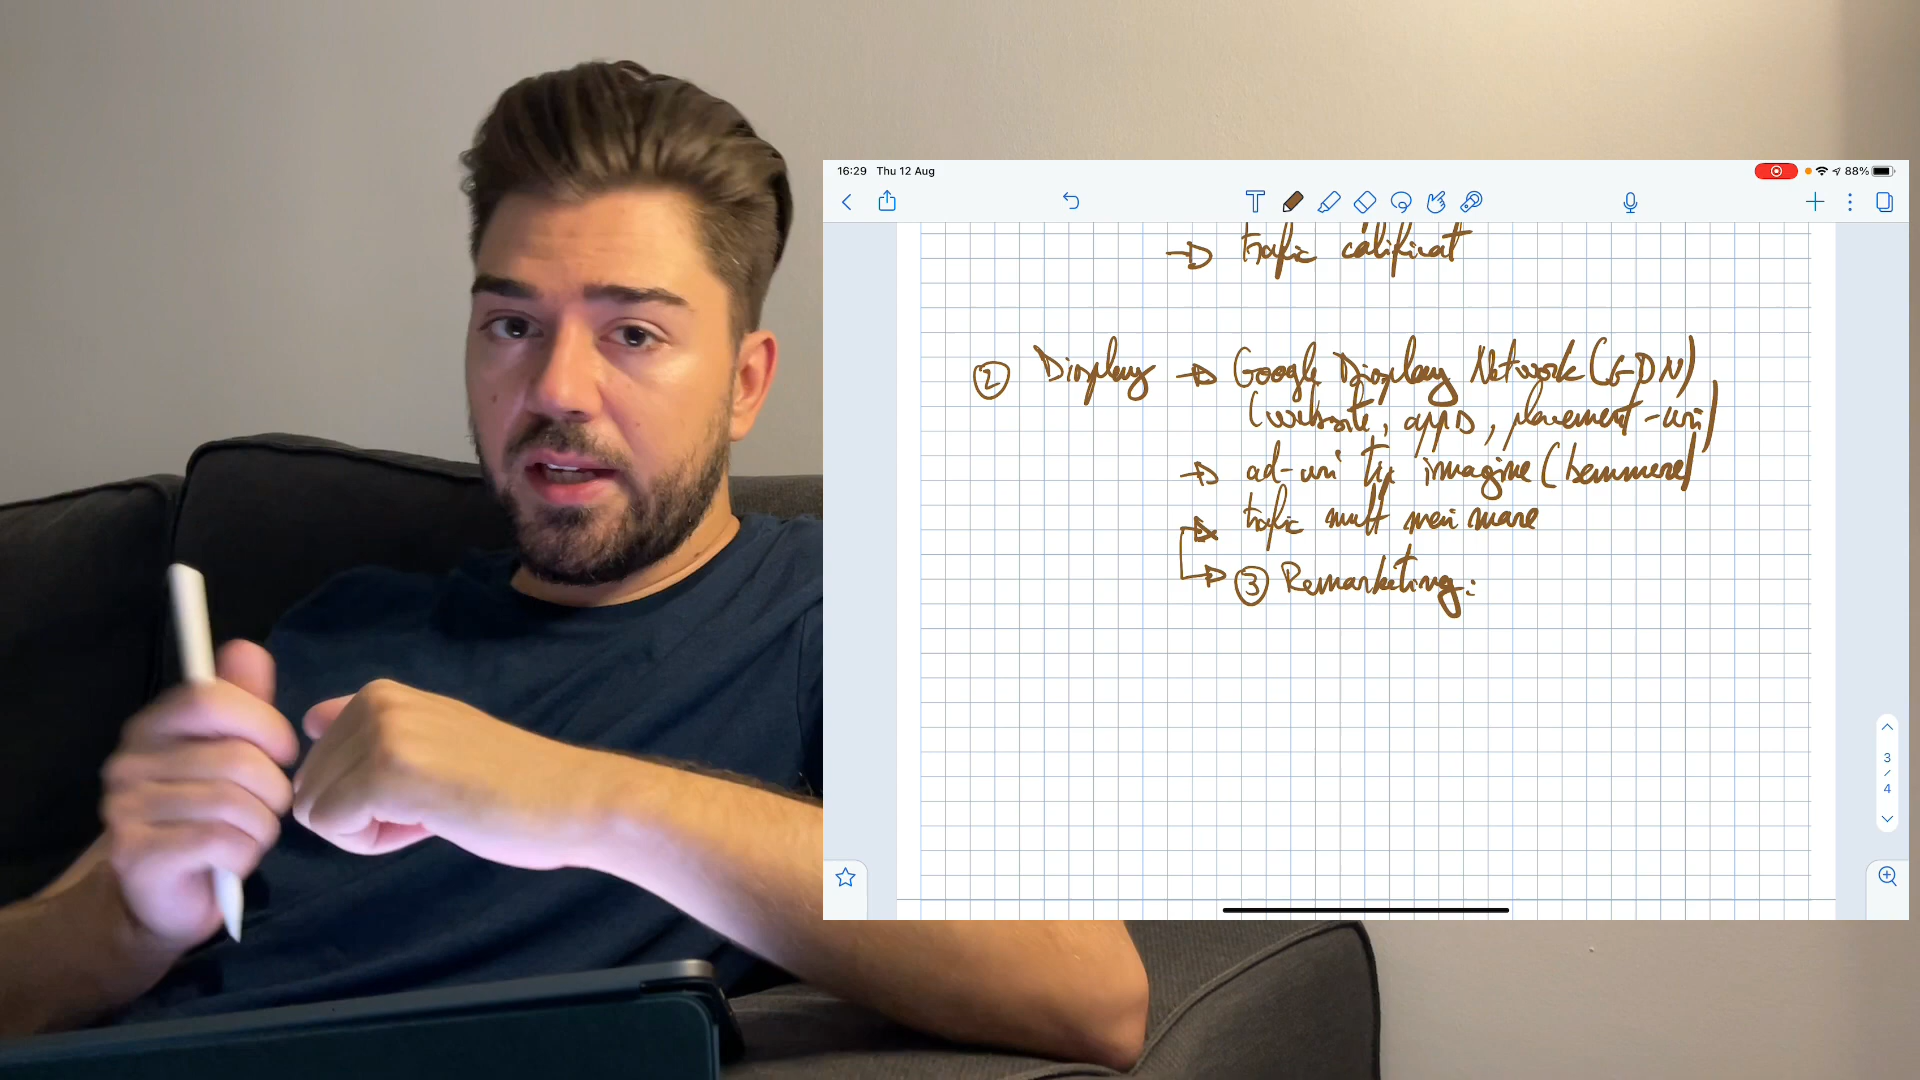 16:29 Thu 12 Aug 88%
→ trafic calificat
② Display → Google Display Network (GDN)
(website, apps, placement-uri)
→ ad-uri tip imagine (bannere)
→ trafic mult mai mare
→ ③ Remarketing:
3
/
4